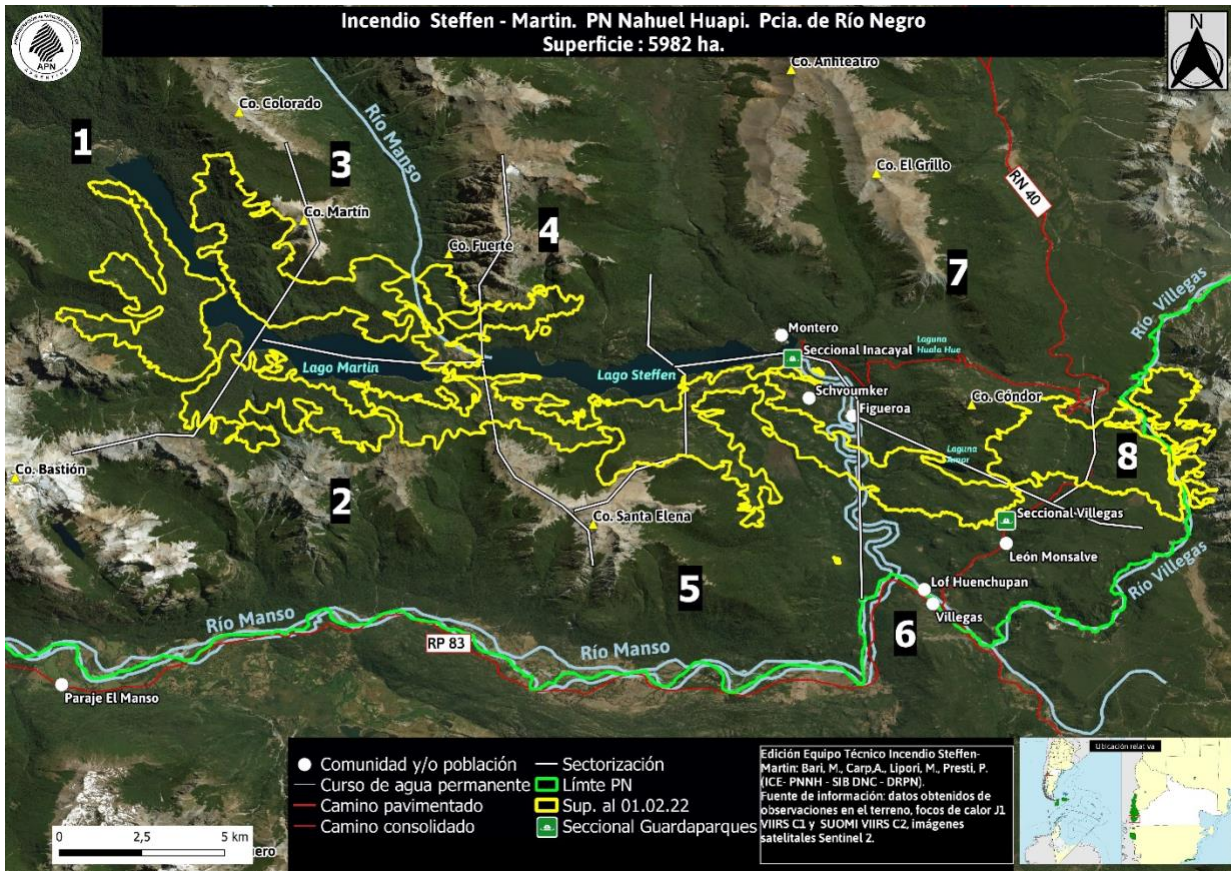 Incendio Steffen - Martin. PN Nahuel Huapi. Pcia. de Río Negro
Superficie : 5982 ha.
APN
ARGENTINA
N
Co. Anfiteatro
Co. Colorado
Río Manso
1
3
Co. El Grillo
RN 40
Co. Martín
4
Co. Fuerte
7
Río Villegas
Montero
Laguna
Huala Hue
Seccional Inacayal
Lago Martín
Lago Steffen
Schvoumker
Co. Cóndor
Figueroa
Laguna
8
Co. Bastión
2
Co. Santa Elena
Seccional Villegas
León Monsalve
5
Lof Huenchupan
Río Villegas
Villegas
Río Manso
6
RP 83
Río Manso
Paraje El Manso
Comunidad y/o población
Curso de agua permanente
Camino pavimentado
Camino consolidado
Sectorización
Límte PN
Sup. al 01.02.22
Seccional Guardaparques
Edición Equipo Técnico Incendio Steffen-
Martin: Bari, M., Carp,A., Lipori, M., Presti, P.
(ICE- PNNH - SIB DNC - DRPN).
Fuente de información: datos obtenidos de
observaciones en el terreno, focos de calor J1
VIIRS C1 y SUOMI VIIRS C2, imágenes
satelitales Sentinel 2.
Ubicación relativa
0 2,5 5 km